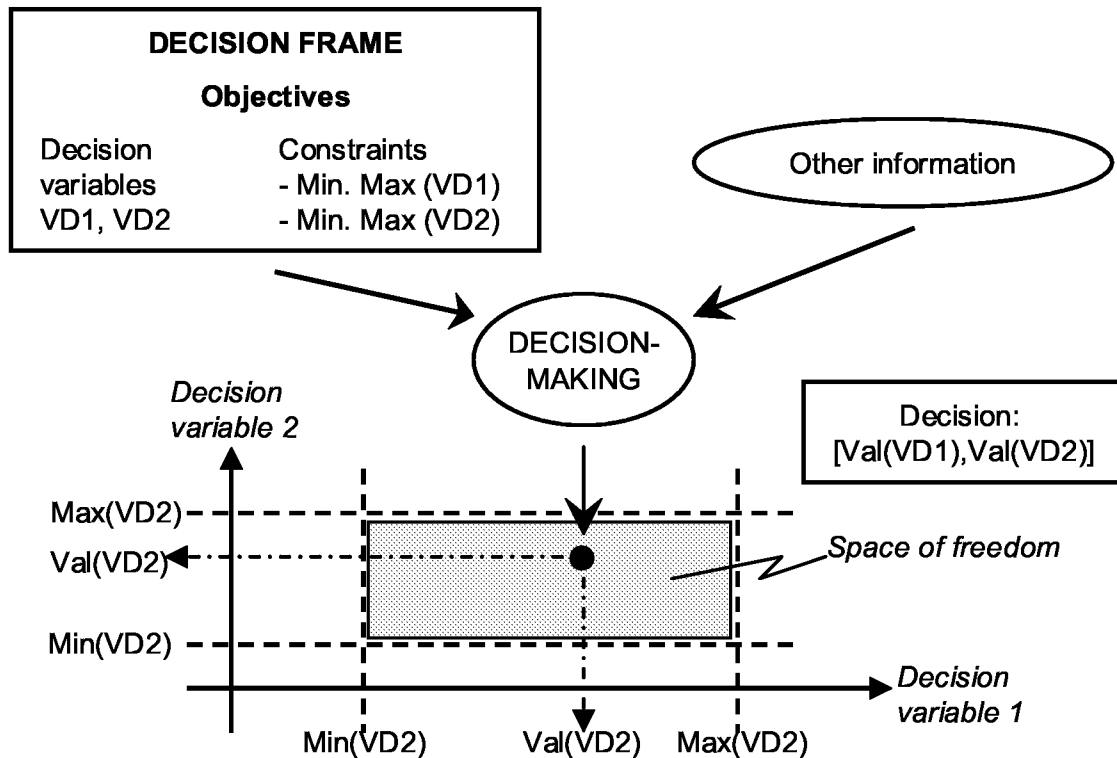 DECISION FRAME
Objectives
Decision
variables
VD1, VD2
Constraints
- Min. Max (VD1)
- Min. Max (VD2)
Other information
DECISION-
MAKING
Decision
variable 2
Decision:
[Val(VD1),Val(VD2)]
Max(VD2)
Val(VD2)
Min(VD2)
Space of freedom
Decision
variable 1
Min(VD2)
Val(VD2)
Max(VD2)